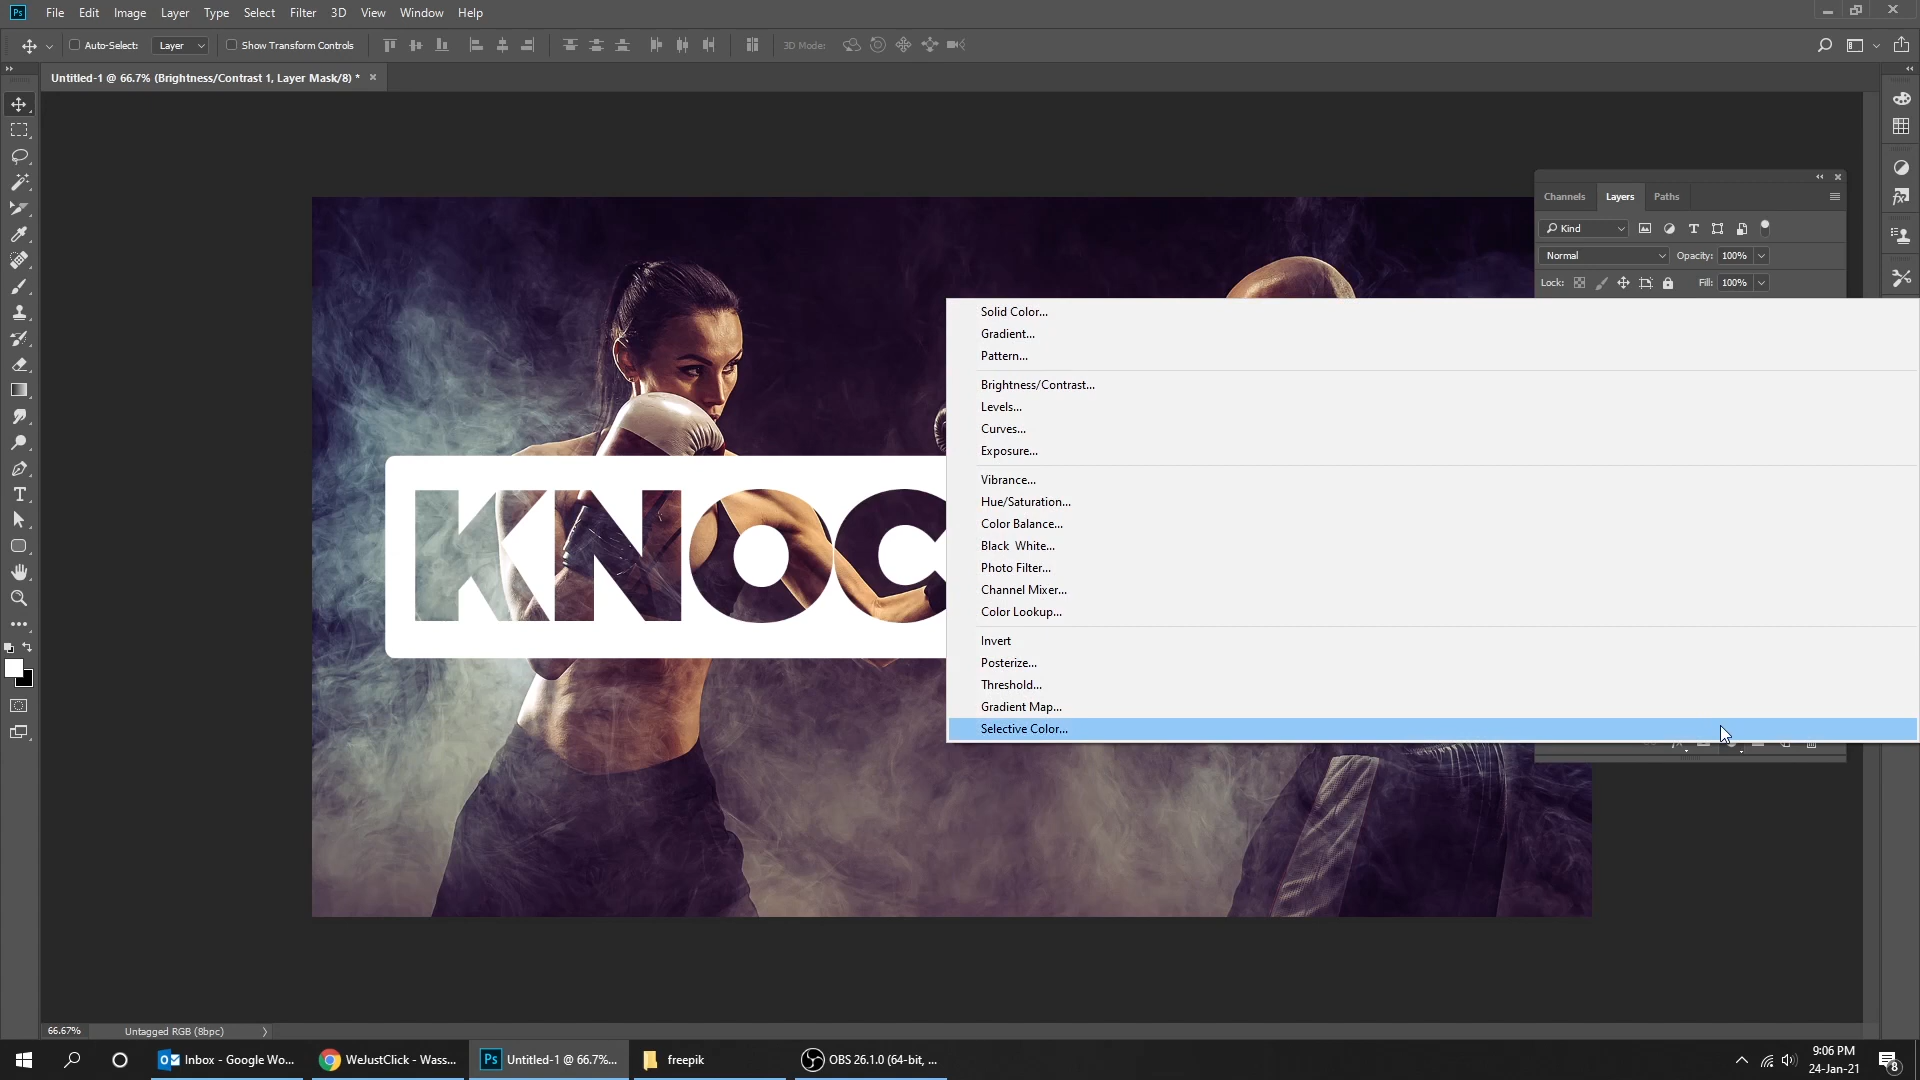 Ps File Edit Image Layer Type Select Filter 3D View Window Help
Auto-Select: Layer Show Transform Controls 3D Mode:
Untitled-1 @ 66.7% (Brightness/Contrast 1, Layer Mask/8) * ×
Channels Layers Paths
Kind
Normal Opacity: 100%
Lock: Fill: 100%
Solid Color...
Gradient...
Pattern...
Brightness/Contrast...
Levels...
Curves...
Exposure...
Vibrance...
Hue/Saturation...
Color Balance...
Black  White...
Photo Filter...
Channel Mixer...
Color Lookup...
Invert
Posterize...
Threshold...
Gradient Map...
Selective Color...
KNOC
66.67% Untagged RGB (8bpc)
Inbox - Google Wo... WeJustClick - Wass... Ps Untitled-1 @ 66.7%... freepik OBS 26.1.0 (64-bit, ...
9:06 PM
24-Jan-21
8